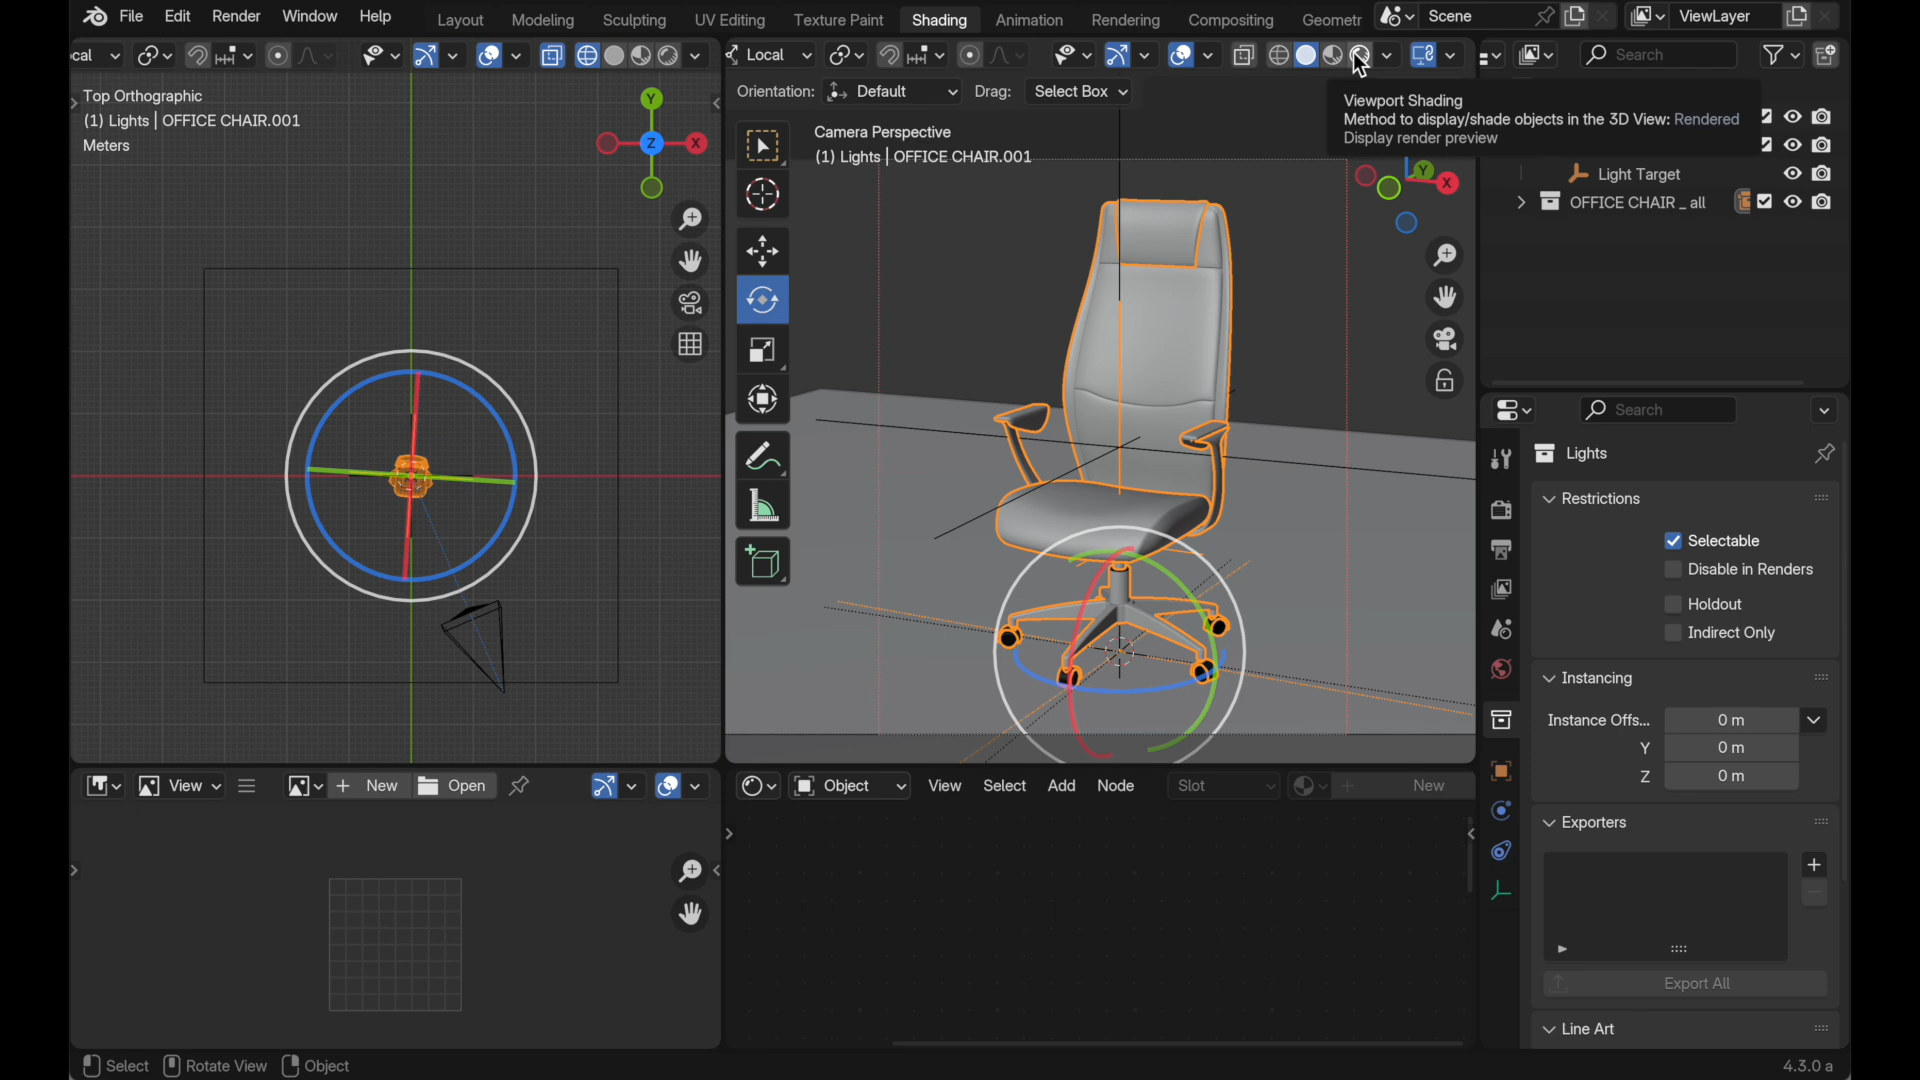 File Edit Render Window Help Layout Modeling Sculpting UV Editing Texture Paint Shading Animation Rendering Compositing Geometr Scene ViewLayer
cal Local Search
Orientation: Default Drag: Select Box
Top Orthographic
(1) Lights | OFFICE CHAIR.001
Meters
Y
X
Z
Camera Perspective
(1) Lights | OFFICE CHAIR.001
Viewport Shading
Method to display/shade objects in the 3D View: Rendered
Display render preview
Y
X
Light Target
OFFICE CHAIR _ all
Search
Lights
Restrictions
Selectable
Disable in Renders
Holdout
Indirect Only
Instancing
Instance Offs... 0 m
Y 0 m
Z 0 m
Exporters
Export All
Line Art
View New Open
Object View Select Add Node Slot New
Select Rotate View Object 4.3.0 a